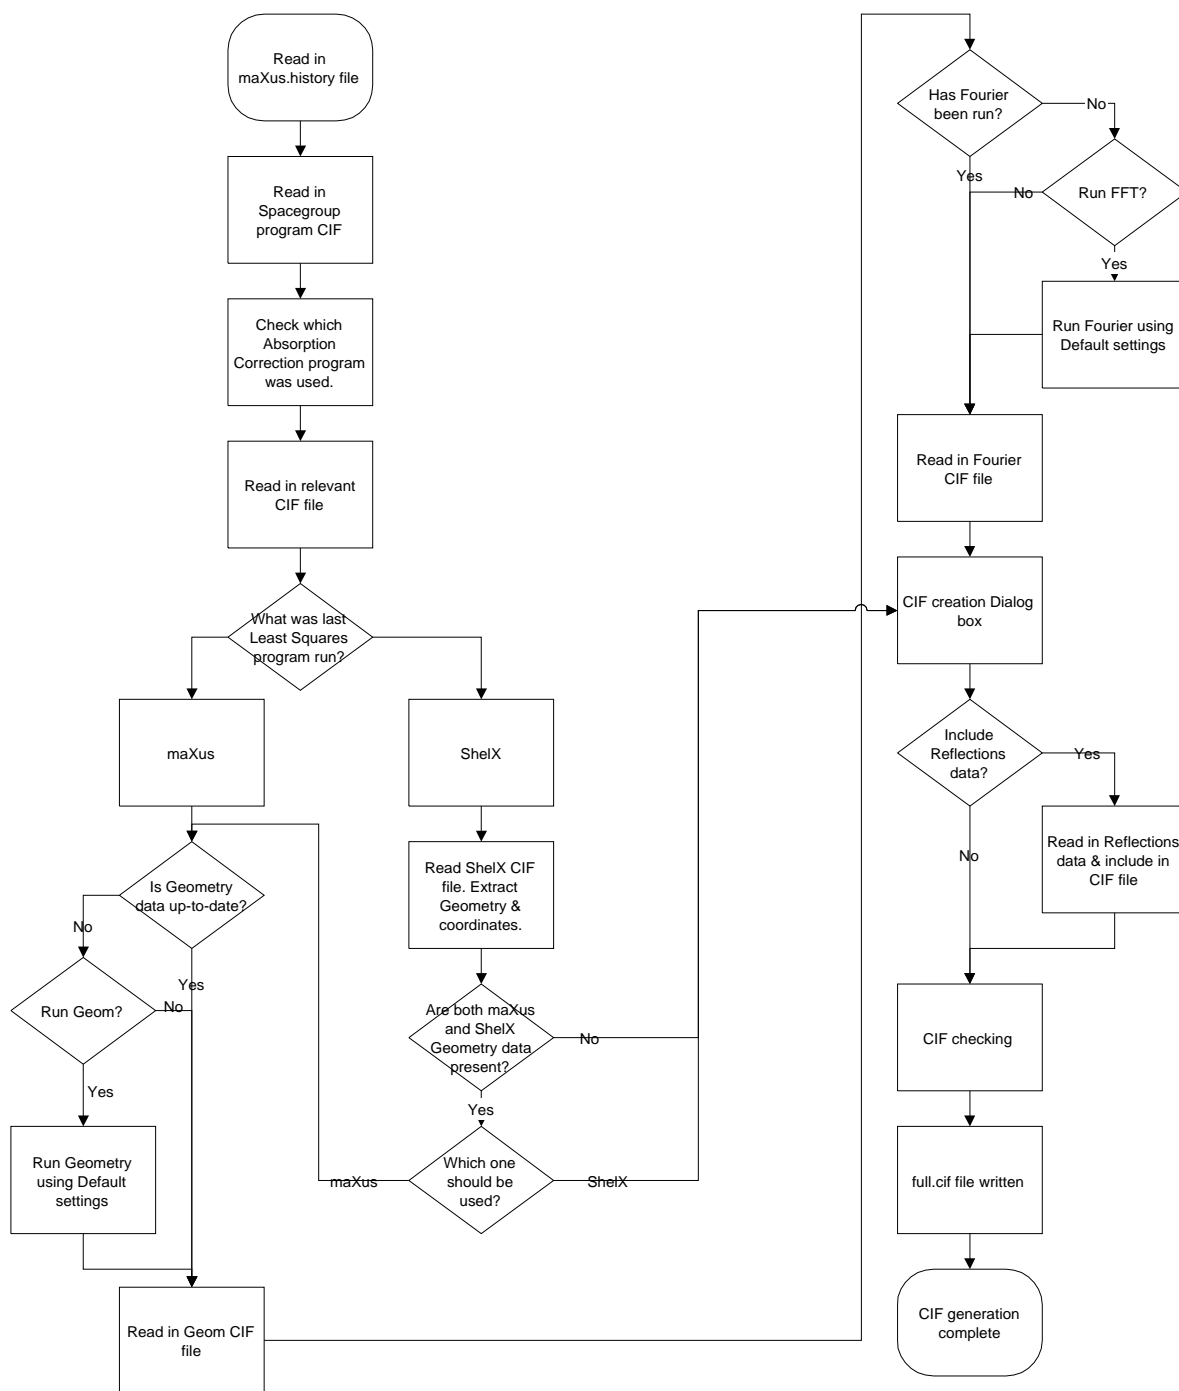 Read in
maXus.history file
Read in
Spacegroup
program CIF
Check which
Absorption
Correction program
was used.
Read in relevant
CIF file
What was last
Least Squares
program run?
maXus
ShelX
Is Geometry
data up-to-date?
No
Yes
Run Geom?
No
Yes
Run Geometry
using Default
settings
Read in Geom CIF
file
Read ShelX CIF
file. Extract
Geometry &
coordinates.
Are both maXus
and ShelX
Geometry data
present?
No
Yes
Which one
should be
used?
maXus
ShelX
Has Fourier
been run?
No
Yes
Run FFT?
No
Yes
Run Fourier using
Default settings
Read in Fourier
CIF file
CIF creation Dialog
box
Include
Reflections
data?
Yes
No
Read in Reflections
data & include in
CIF file
CIF checking
full.cif file written
CIF generation
complete